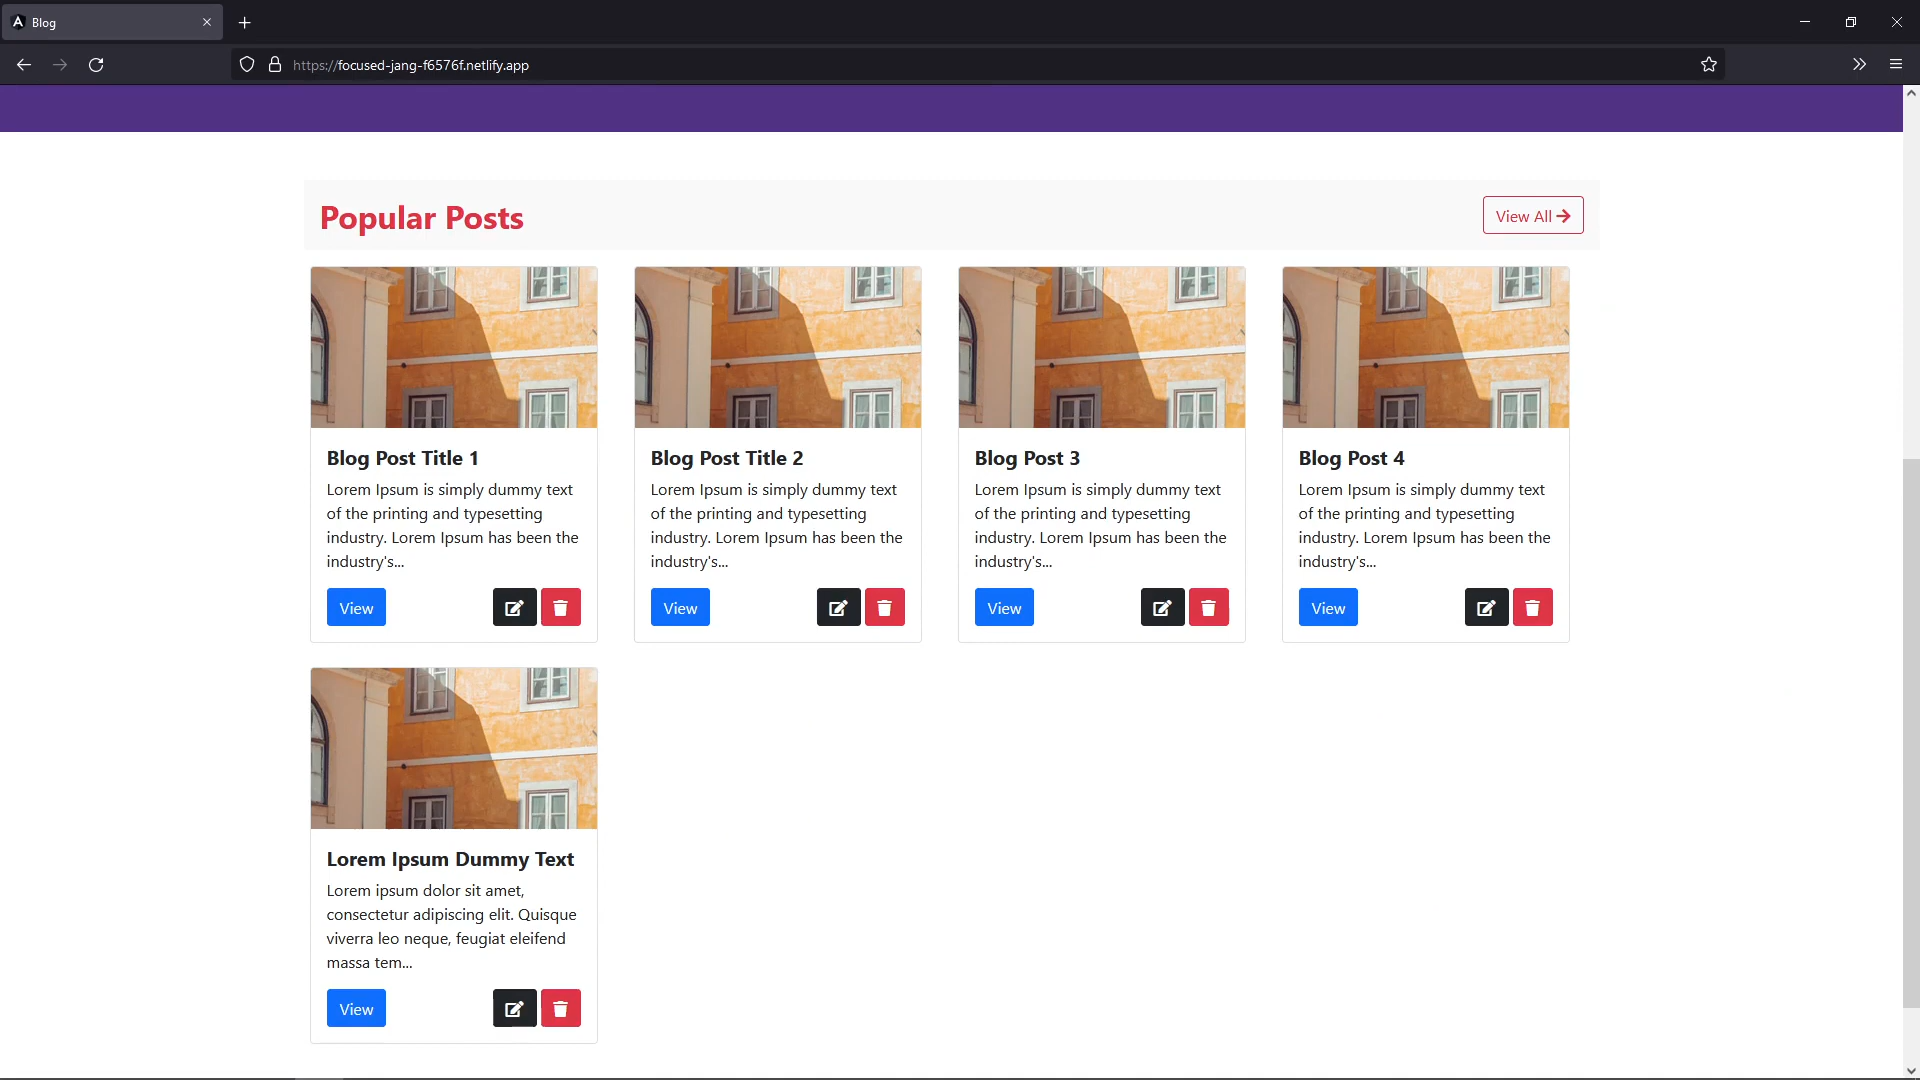 Blog
https://focused-jang-f6576f.netlify.app
Popular Posts
View All
Blog Post Title 1
Lorem Ipsum is simply dummy text
of the printing and typesetting
industry. Lorem Ipsum has been the
industry's...
View
Blog Post Title 2
Lorem Ipsum is simply dummy text
of the printing and typesetting
industry. Lorem Ipsum has been the
industry's...
View
Blog Post 3
Lorem Ipsum is simply dummy text
of the printing and typesetting
industry. Lorem Ipsum has been the
industry's...
View
Blog Post 4
Lorem Ipsum is simply dummy text
of the printing and typesetting
industry. Lorem Ipsum has been the
industry's...
View
Lorem Ipsum Dummy Text
Lorem ipsum dolor sit amet,
consectetur adipiscing elit. Quisque
viverra leo neque, feugiat eleifend
massa tem...
View